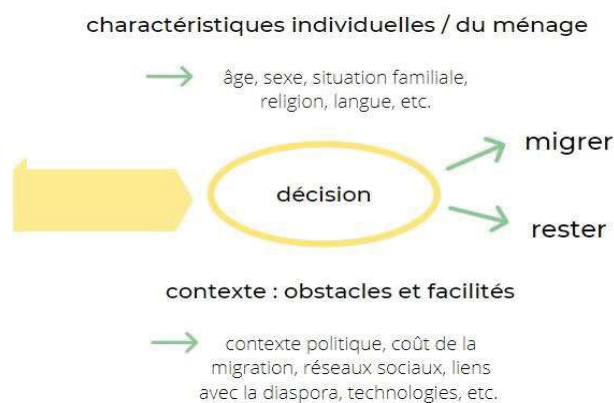 charactéristiques individuelles / du ménage
âge, sexe, situation familiale,
religion, langue, etc.
migrer
décision
rester
contexte : obstacles et facilités
contexte politique, coût de la
migration, réseaux sociaux, liens
avec la diaspora, technologies, etc.